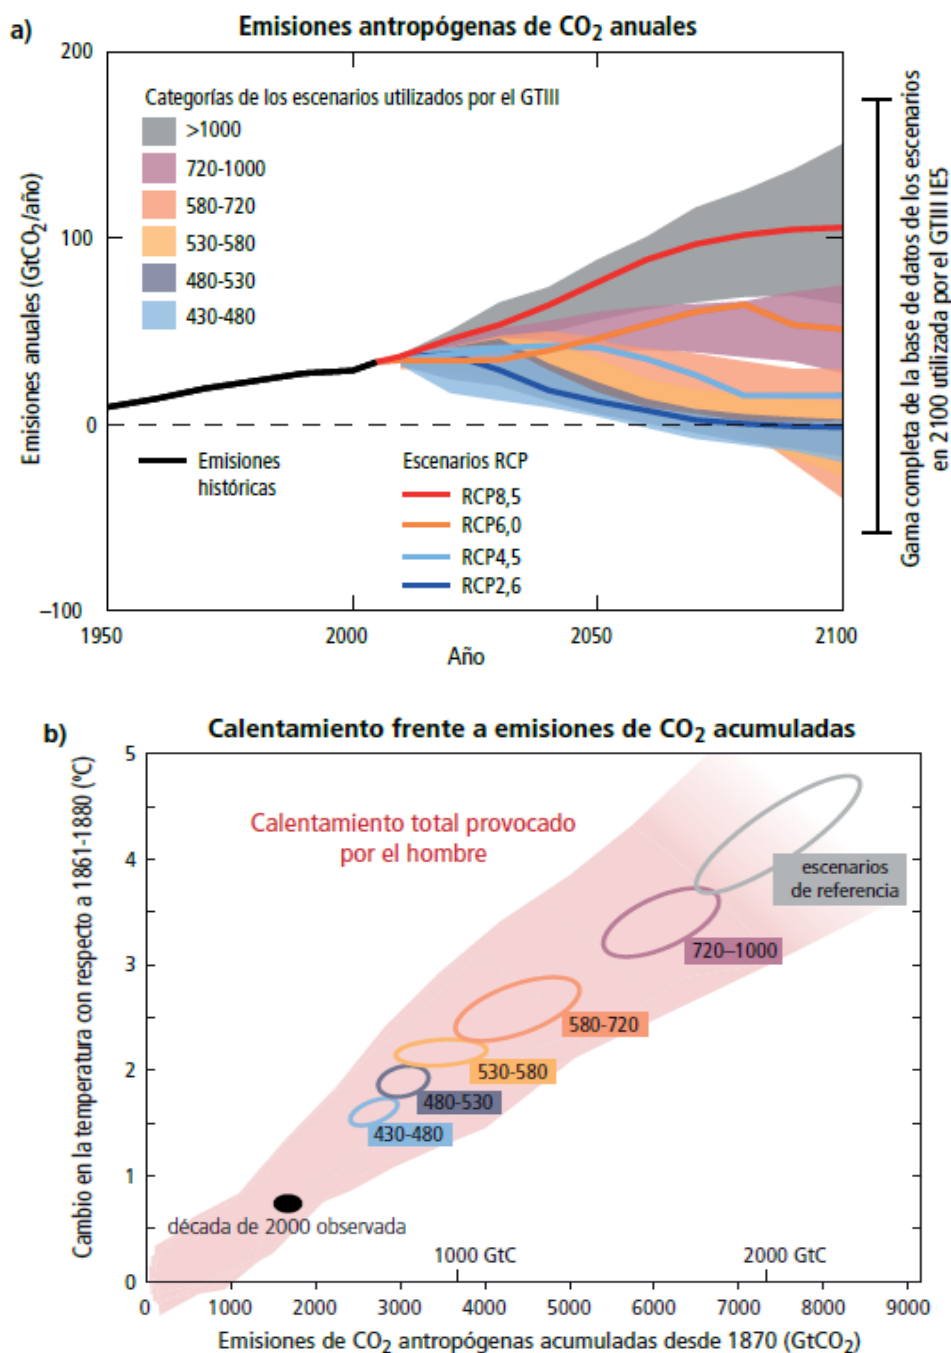 a)
Emisiones antropógenas de CO2 anuales
200
100
0
–100
Emisiones anuales (GtCO2/año)
Categorías de los escenarios utilizados por el GTIII
>1000
720-1000
580-720
530-580
480-530
430-480
Emisiones
históricas
Escenarios RCP
RCP8,5
RCP6,0
RCP4,5
RCP2,6
1950
2000
2050
2100
Año
Gama completa de la base de datos de los escenarios
en 2100 utilizada por el GTIII IE5
b)
Calentamiento frente a emisiones de CO2 acumuladas
Cambio en la temperatura con respecto a 1861-1880 (ºC)
5
4
3
2
1
0
Calentamiento total provocado
por el hombre
escenarios
de referencia
720–1000
580-720
530-580
480-530
430-480
década de 2000 observada
1000 GtC
2000 GtC
0
1000
2000
3000
4000
5000
6000
7000
8000
9000
Emisiones de CO2 antropógenas acumuladas desde 1870 (GtCO2)